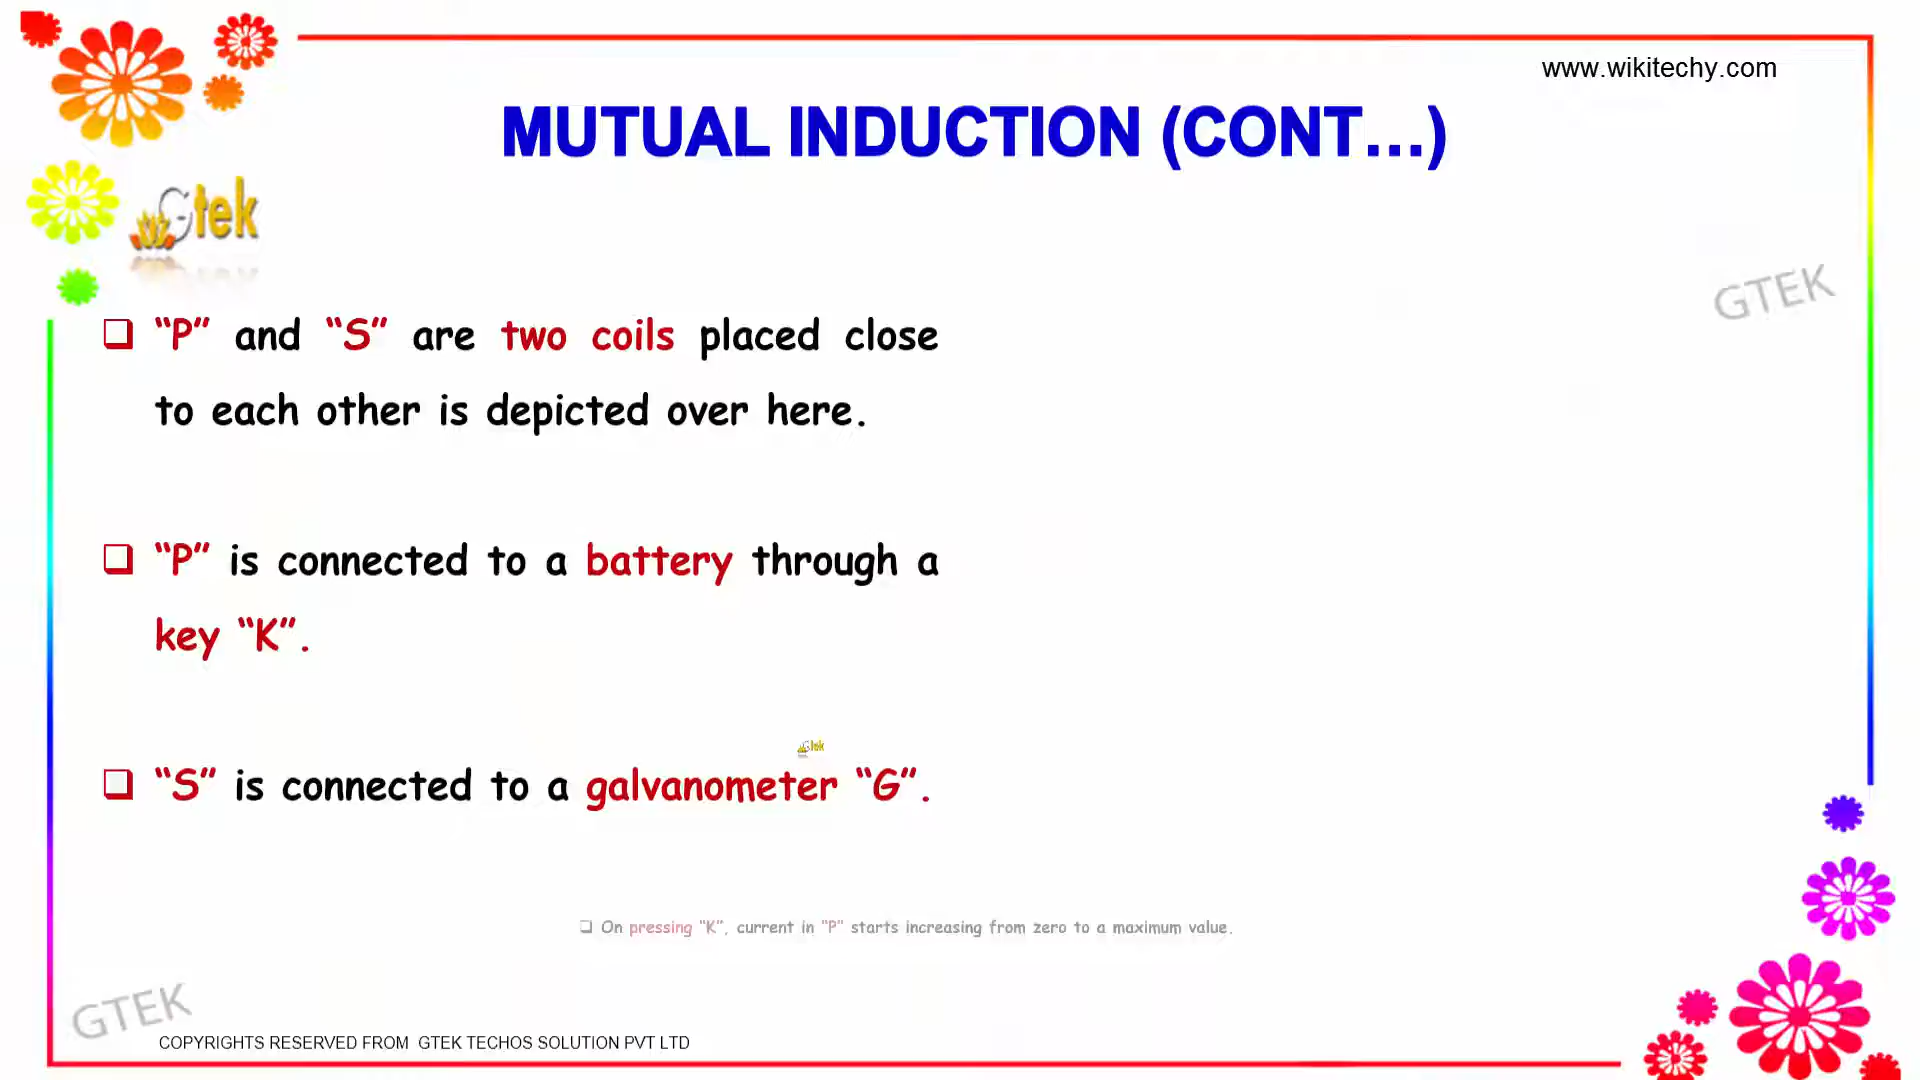 www.wikitechy.com
MUTUAL INDUCTION (CONT...)
Gtek
GTEK
❑ “P” and “S” are two coils placed close
to each other is depicted over here.
❑ “P” is connected to a battery through a
key “K”.
Gtek
❑ “S” is connected to a galvanometer “G”.
❑ On pressing “K”, current in “P” starts increasing from zero to a maximum value.
GTEK
COPYRIGHTS RESERVED FROM GTEK TECHOS SOLUTION PVT LTD